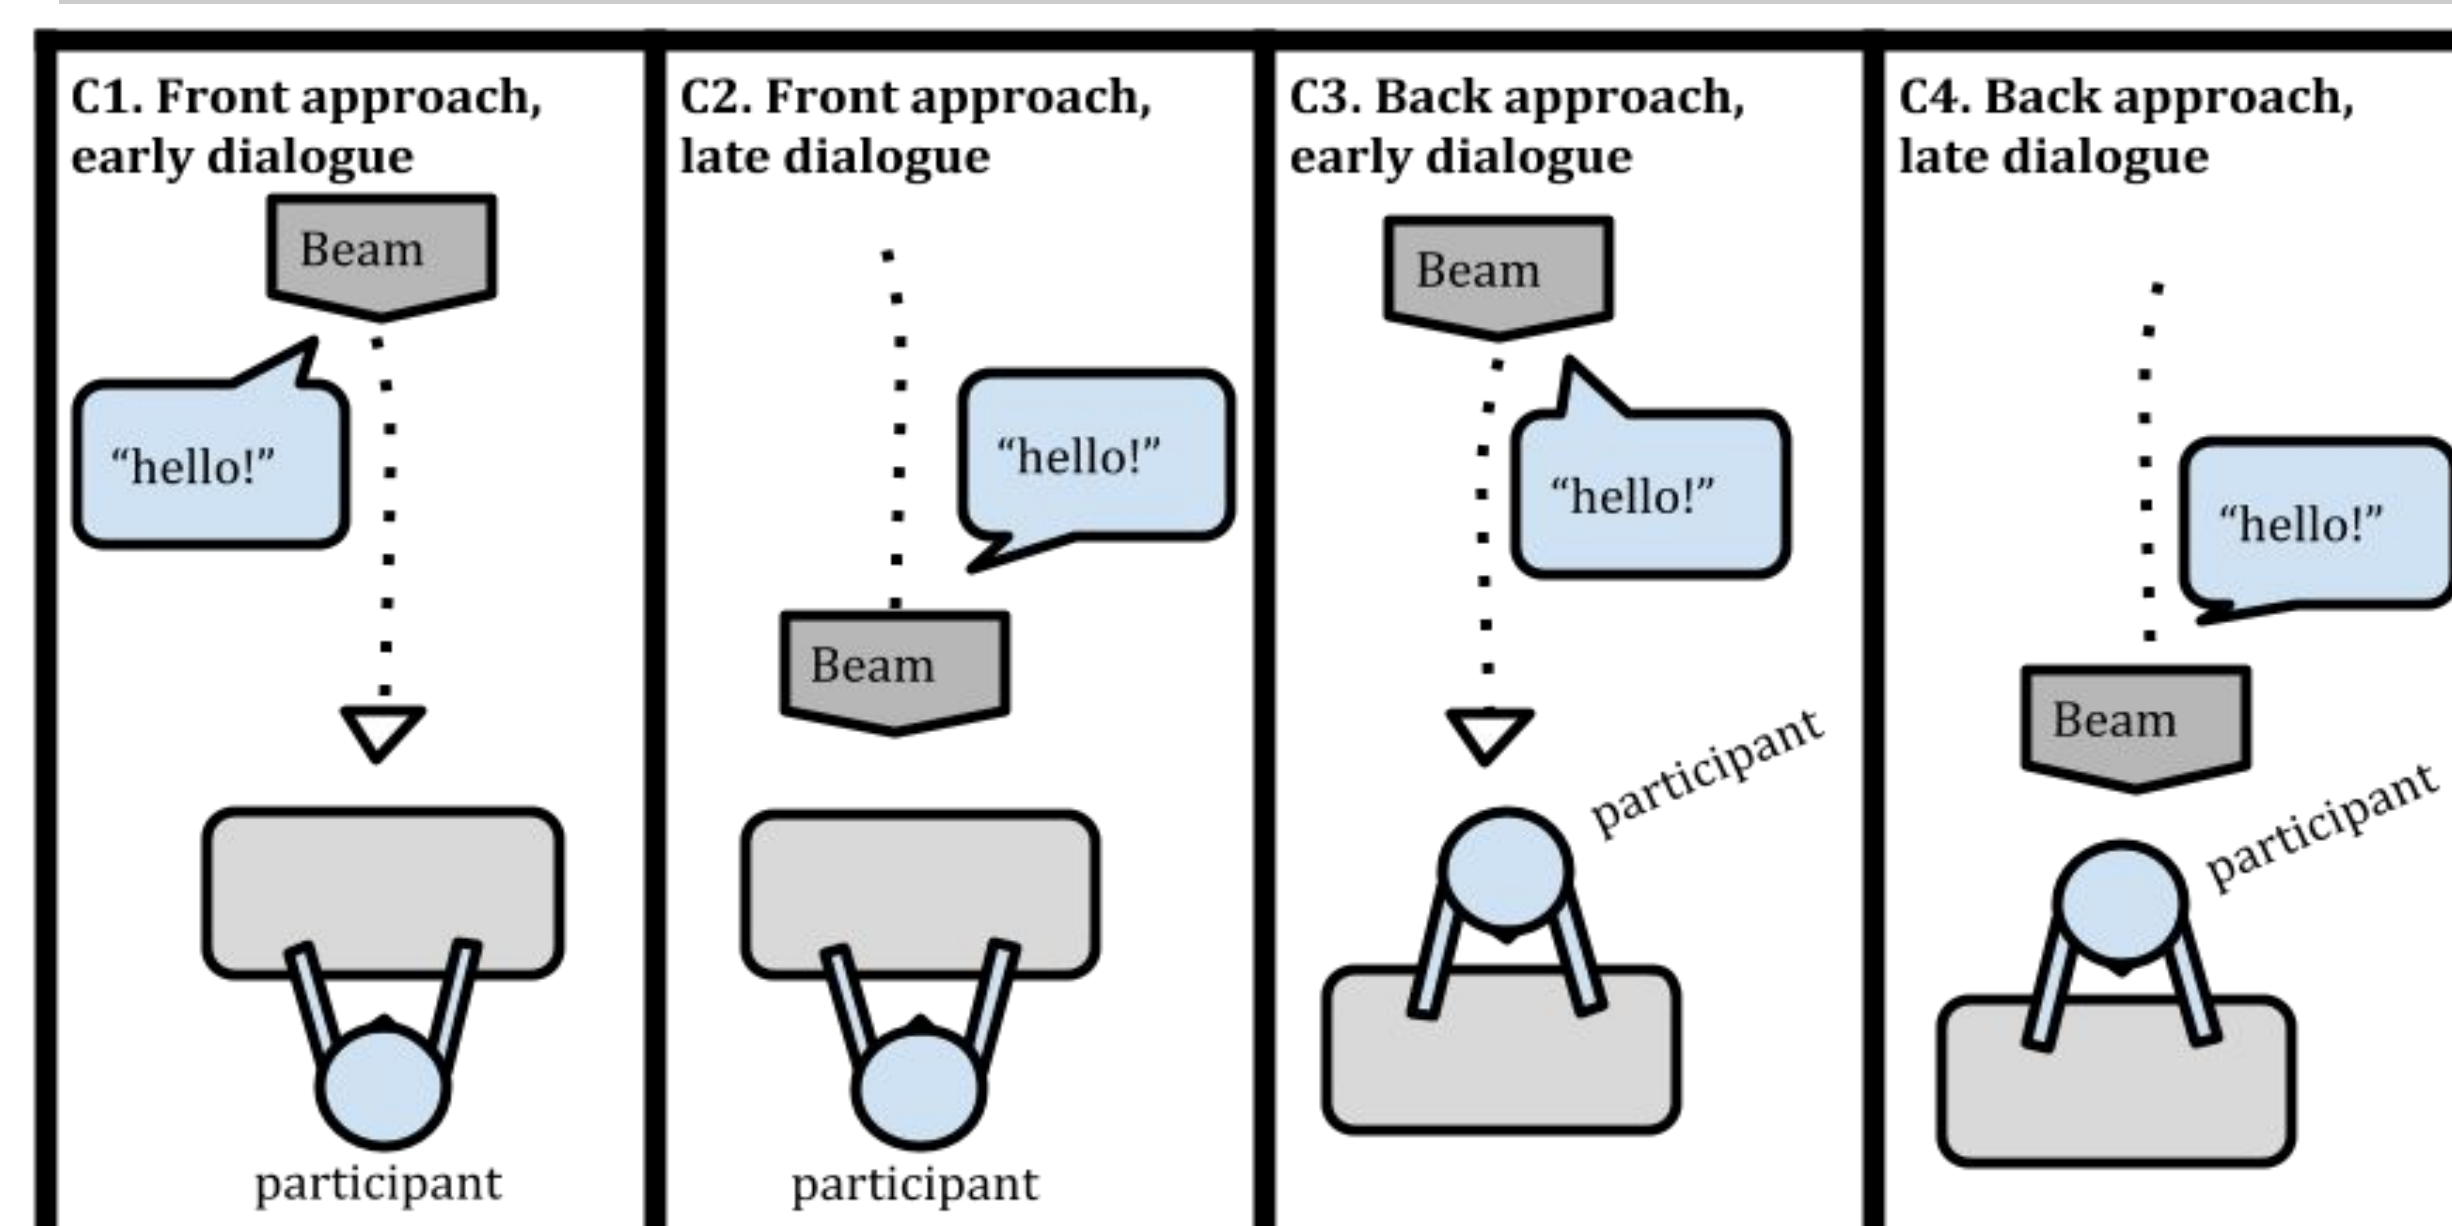 C1. Front approach,
early dialogue
Beam
“hello!”
participant
C2. Front approach,
late dialogue
“hello!”
Beam
participant
C3. Back approach,
early dialogue
Beam
“hello!”
participant
C4. Back approach,
late dialogue
“hello!”
Beam
participant